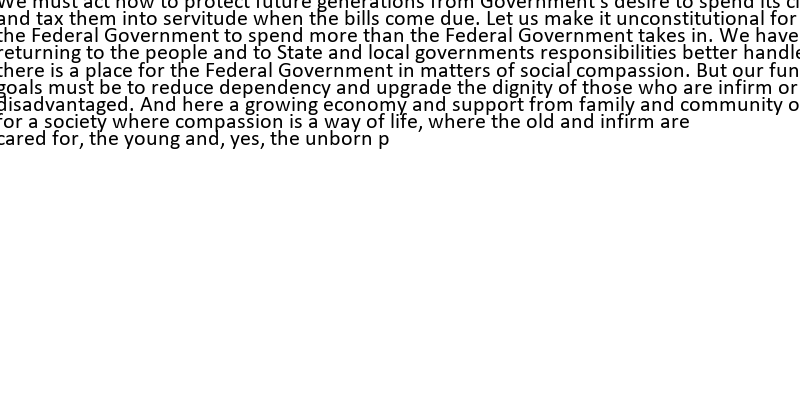 We must act now to protect future generations from Government's desire to spend its ci
and tax them into servitude when the bills come due. Let us make it unconstitutional for
the Federal Government to spend more than the Federal Government takes in. We have
returning to the people and to State and local governments responsibilities better handle
there is a place for the Federal Government in matters of social compassion. But our fun
goals must be to reduce dependency and upgrade the dignity of those who are infirm or
disadvantaged. And here a growing economy and support from family and community o
for a society where compassion is a way of life, where the old and infirm are
cared for, the young and, yes, the unborn p